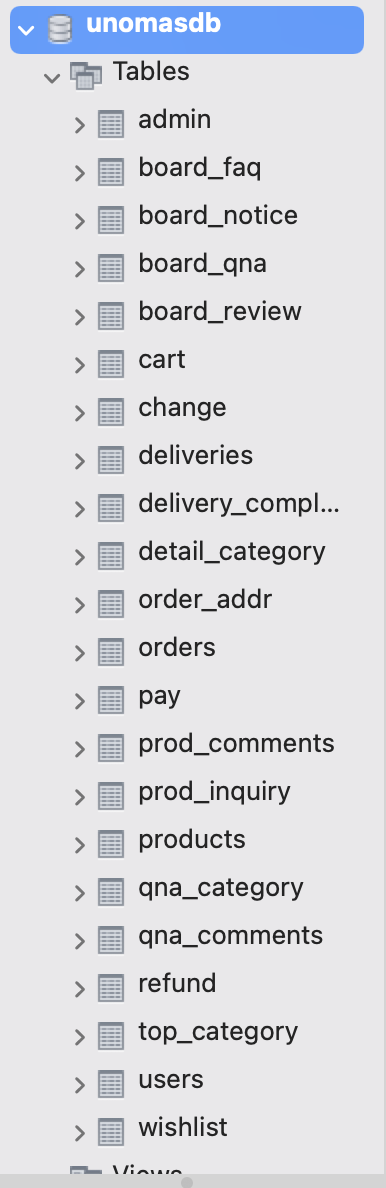 unomasdb
Tables
admin
board_faq
board_notice
board_qna
board_review
cart
change
deliveries
delivery_compl...
detail_category
order_addr
orders
pay
prod_comments
prod_inquiry
products
qna_category
qna_comments
refund
top_category
users
wishlist
Views